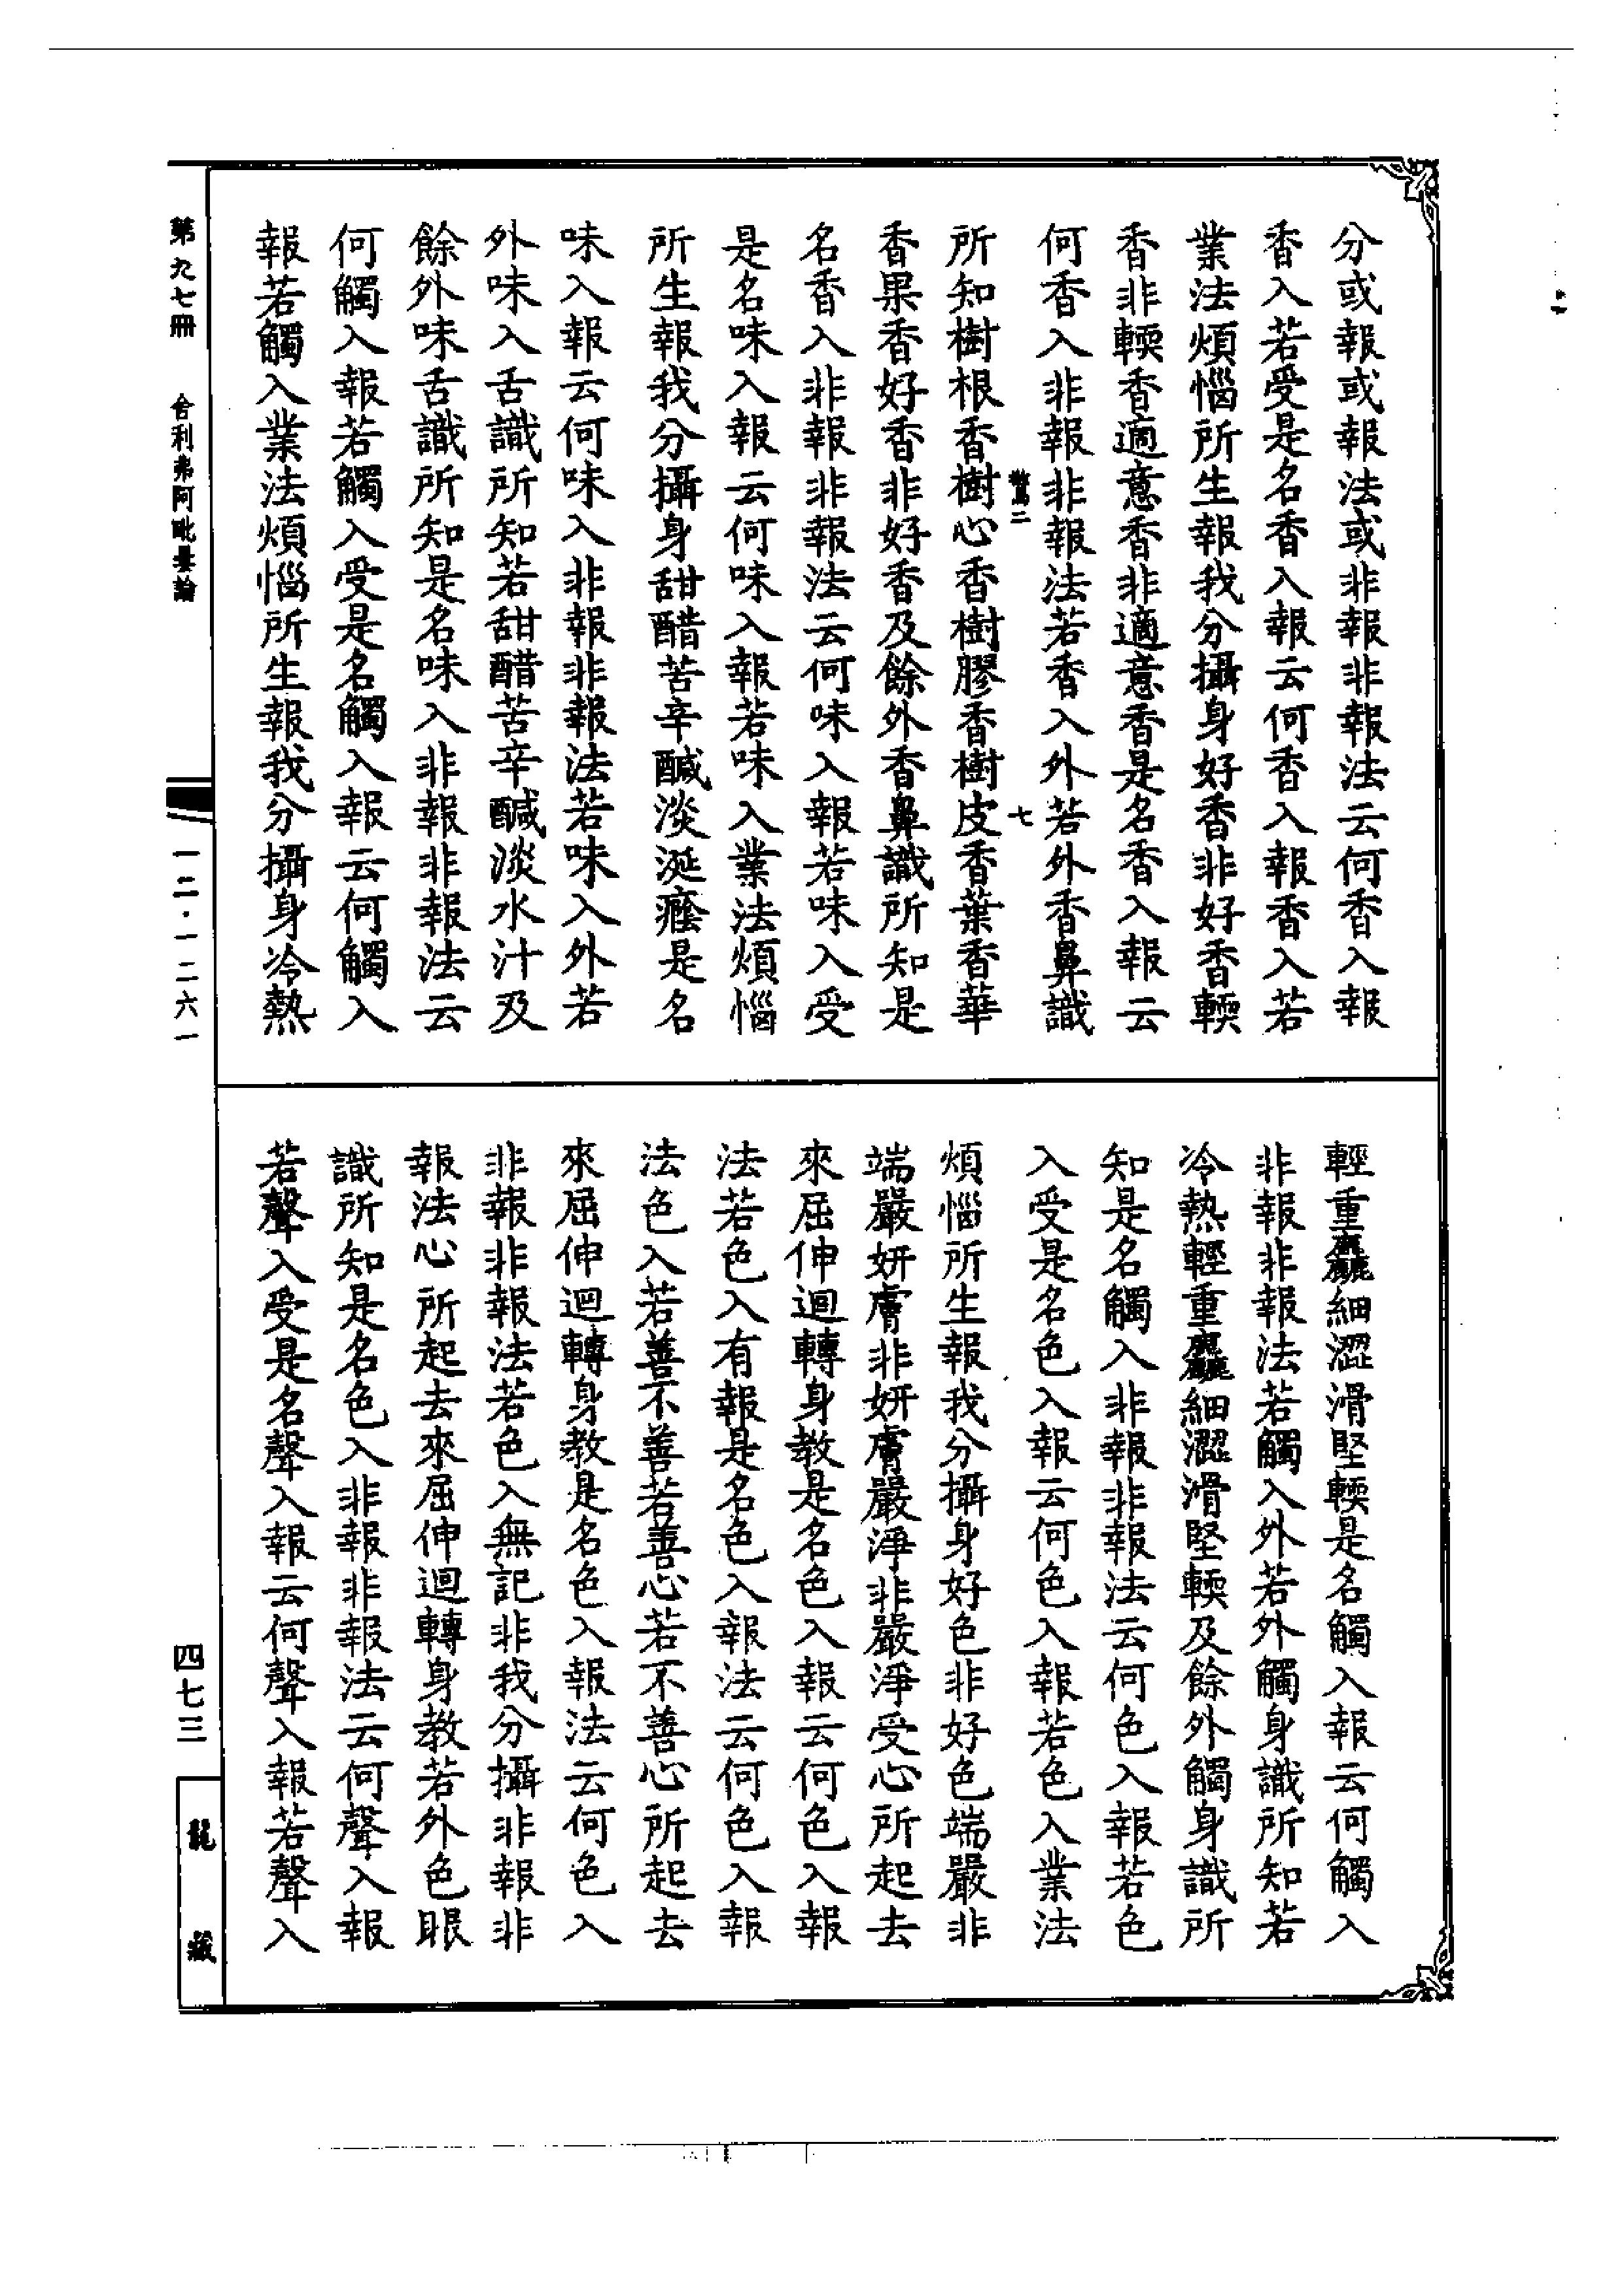 分或報或報法或非報非報法云何香入報
香入若受是名香入報云何香入報香入若
業法煩惱所生報我分攝身好香非好香輭
香非輭香適意香非適意香是名香入報云
何香入非報非報法若香入外若外香鼻識
七
所知樹根香樹心香樹膠香樹皮香葉香華
香果香好香非好香及餘外香鼻識所知是
名香入非報非報法云何味入報若味入受
是名味入報云何味入報若味入業法煩惱
所生報我分攝身甜醋苦辛鹹淡涎癊是名
味入報云何味入非報非報法若味入外若
外味入舌識所知若甜醋苦辛鹹淡水汁及
餘外味舌識所知是名味入非報非報法云
何觸入報若觸入受是名觸入報云何觸入
報若觸入業法煩惱所生報我分攝身冷熱
輕重麤細澀滑堅輭是名觸入報云何觸入
非報非報法若觸入外若外觸身識所知若
冷熱輕重麤細澀滑堅輭及餘外觸身識所
知是名觸入非報非報法云何色入報若色
入受是名色入報云何色入報若色入業法
煩惱所生報我分攝身好色非好色端嚴非
端嚴妍膚非妍膚嚴淨非嚴淨受心所起去
來屈伸迴轉身教是名色入報云何色入報
法若色入有報是名色入報法云何色入報
法色入若善不善若善心若不善心所起去
來屈伸迴轉身教是名色入報法云何色入
非報非報法若色入無記非我分攝非報非
報法心所起去來屈伸迴轉身教若外色眼
識所知是名色入非報非報法云何聲入報
若聲入受是名聲入報云何聲入報若聲入
第九七冊
舍利弗阿毗曇論
一二·一二六一
四七三
龍藏